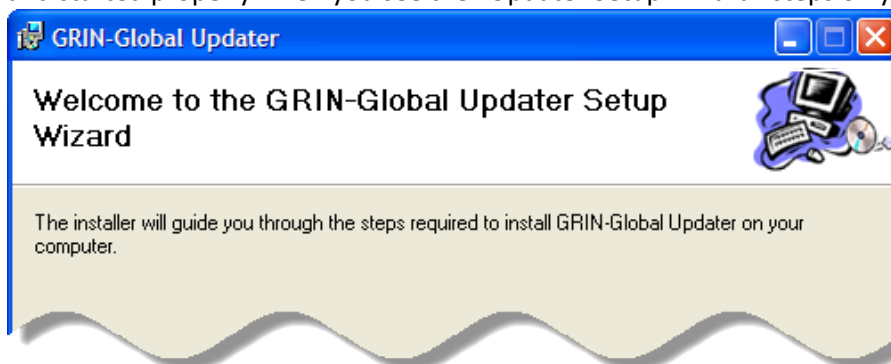 GRIN-Global Updater
Welcome to the GRIN-Global Updater Setup
Wizard
The installer will guide you through the steps required to install GRIN-Global Updater on your
computer.